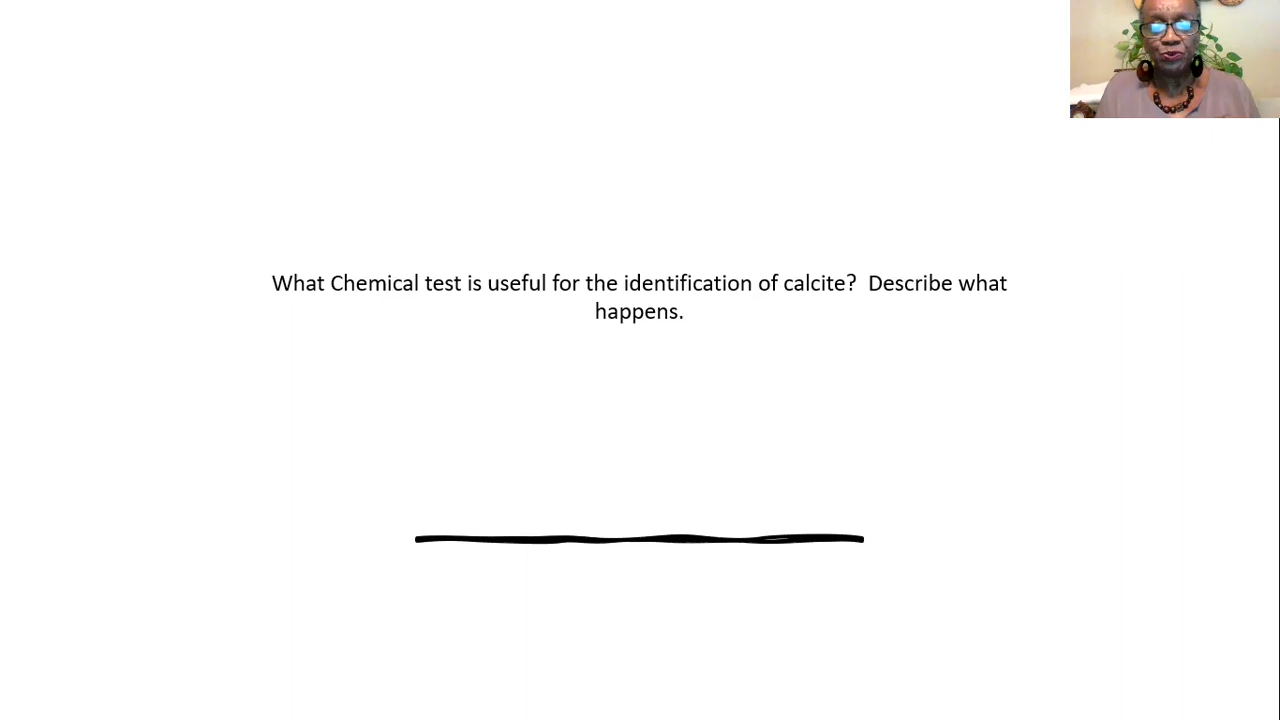 What Chemical test is useful for the identification of calcite?  Describe what
happens.